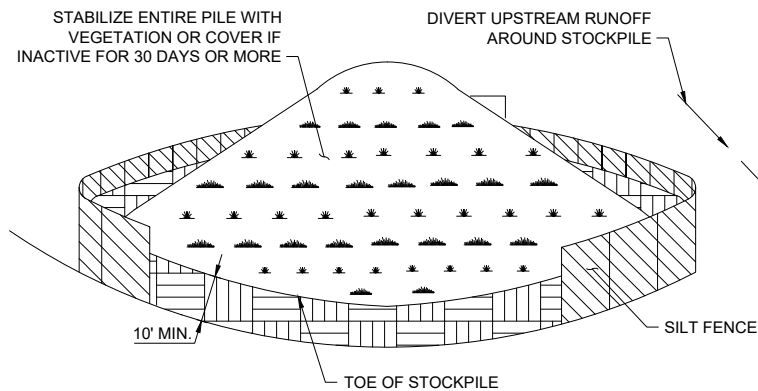 STABILIZE ENTIRE PILE WITH
VEGETATION OR COVER IF
INACTIVE FOR 30 DAYS OR MORE
DIVERT UPSTREAM RUNOFF
AROUND STOCKPILE
10' MIN.
SILT FENCE
TOE OF STOCKPILE